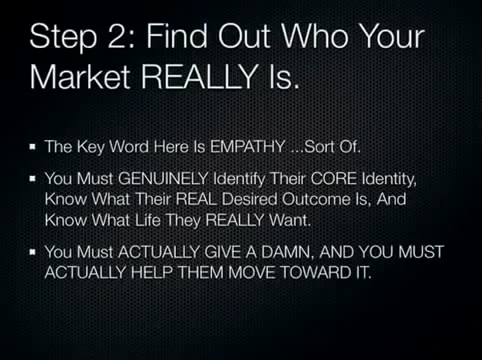 Step 2: Find Out Who Your
Market REALLY Is.
The Key Word Here Is EMPATHY ...Sort Of.
You Must GENUINELY Identify Their CORE Identity,
Know What Their REAL Desired Outcome Is, And
Know What Life They REALLY Want.
You Must ACTUALLY GIVE A DAMN, AND YOU MUST
ACTUALLY HELP THEM MOVE TOWARD IT.